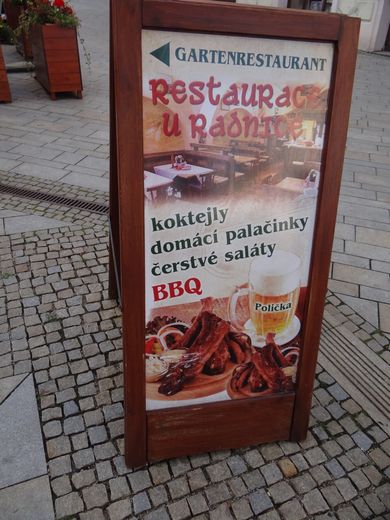 GARTENRESTAURANT
Restaurace
u Radnice
koktejly
domácí palačinky
čerstvé saláty
BBQ
Polička